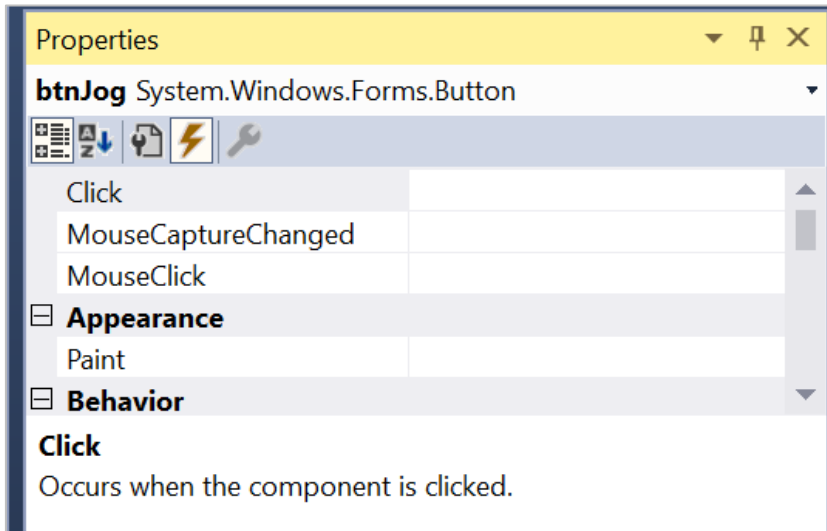 Properties
btnJog System.Windows.Forms.Button
Click
MouseCaptureChanged
MouseClick
Appearance
Paint
Behavior
Click
Occurs when the component is clicked.